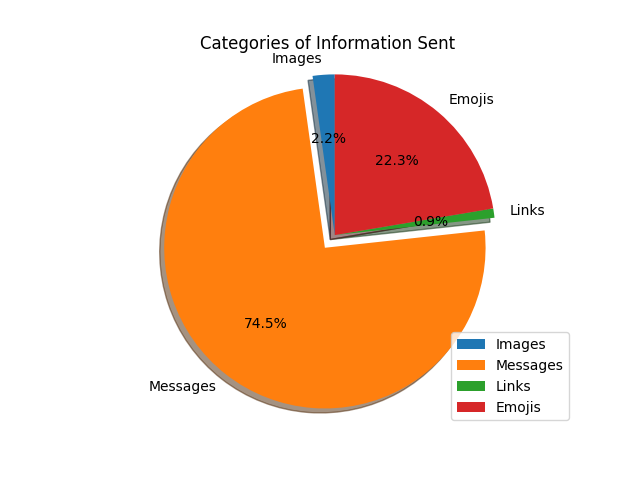 Categories of Information Sent
Images
Emojis
2.2%
22.3%
Links
0.9%
74.5%
Messages
Images
Messages
Links
Emojis